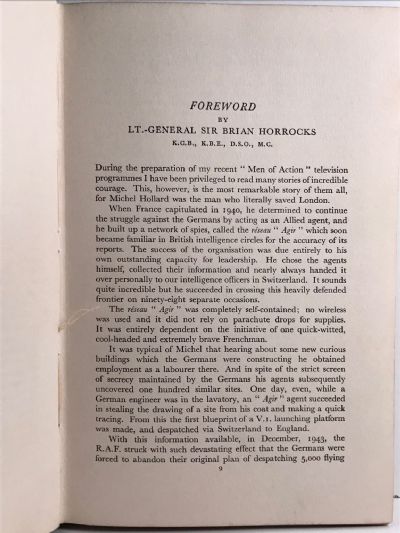 FOREWORD
BY
LT.-GENERAL SIR BRIAN HORROCKS
K.C.B., K.B.E., D.S.O., M.C.
During the preparation of my recent " Men of Action " television
programmes I have been privileged to read many stories of incredible
courage. This, however, is the most remarkable story of them all,
for Michel Hollard was the man who literally saved London.
When France capitulated in 1940, he determined to continue
the struggle against the Germans by acting as an Allied agent, and
he built up a network of spies, called the réseau " Agir " which soon
became familiar in British intelligence circles for the accuracy of its
reports. The success of the organisation was due entirely to his
own outstanding capacity for leadership. He chose the agents
himself, collected their information and nearly always handed it
over personally to our intelligence officers in Switzerland. It sounds
quite incredible but he succeeded in crossing this heavily defended
frontier on ninety-eight separate occasions.
The réseau " Agir " was completely self-contained; no wireless
was used and it did not rely on parachute drops for supplies.
It was entirely dependent on the initiative of one quick-witted,
cool-headed and extremely brave Frenchman.
It was typical of Michel that hearing about some new curious
buildings which the Germans were constructing he obtained
employment as a labourer there. And in spite of the strict screen
of secrecy maintained by the Germans his agents subsequently
uncovered one hundred similar sites. One day, even, while a
German engineer was in the lavatory, an " Agir " agent succeeded
in stealing the drawing of a site from his coat and making a quick
tracing. From this the first blueprint of a V.1. launching platform
was made, and despatched via Switzerland to England.
With this information available, in December, 1943, the
R.A.F. struck with such devastating effect that the Germans were
forced to abandon their original plan of despatching 5,000 flying
9